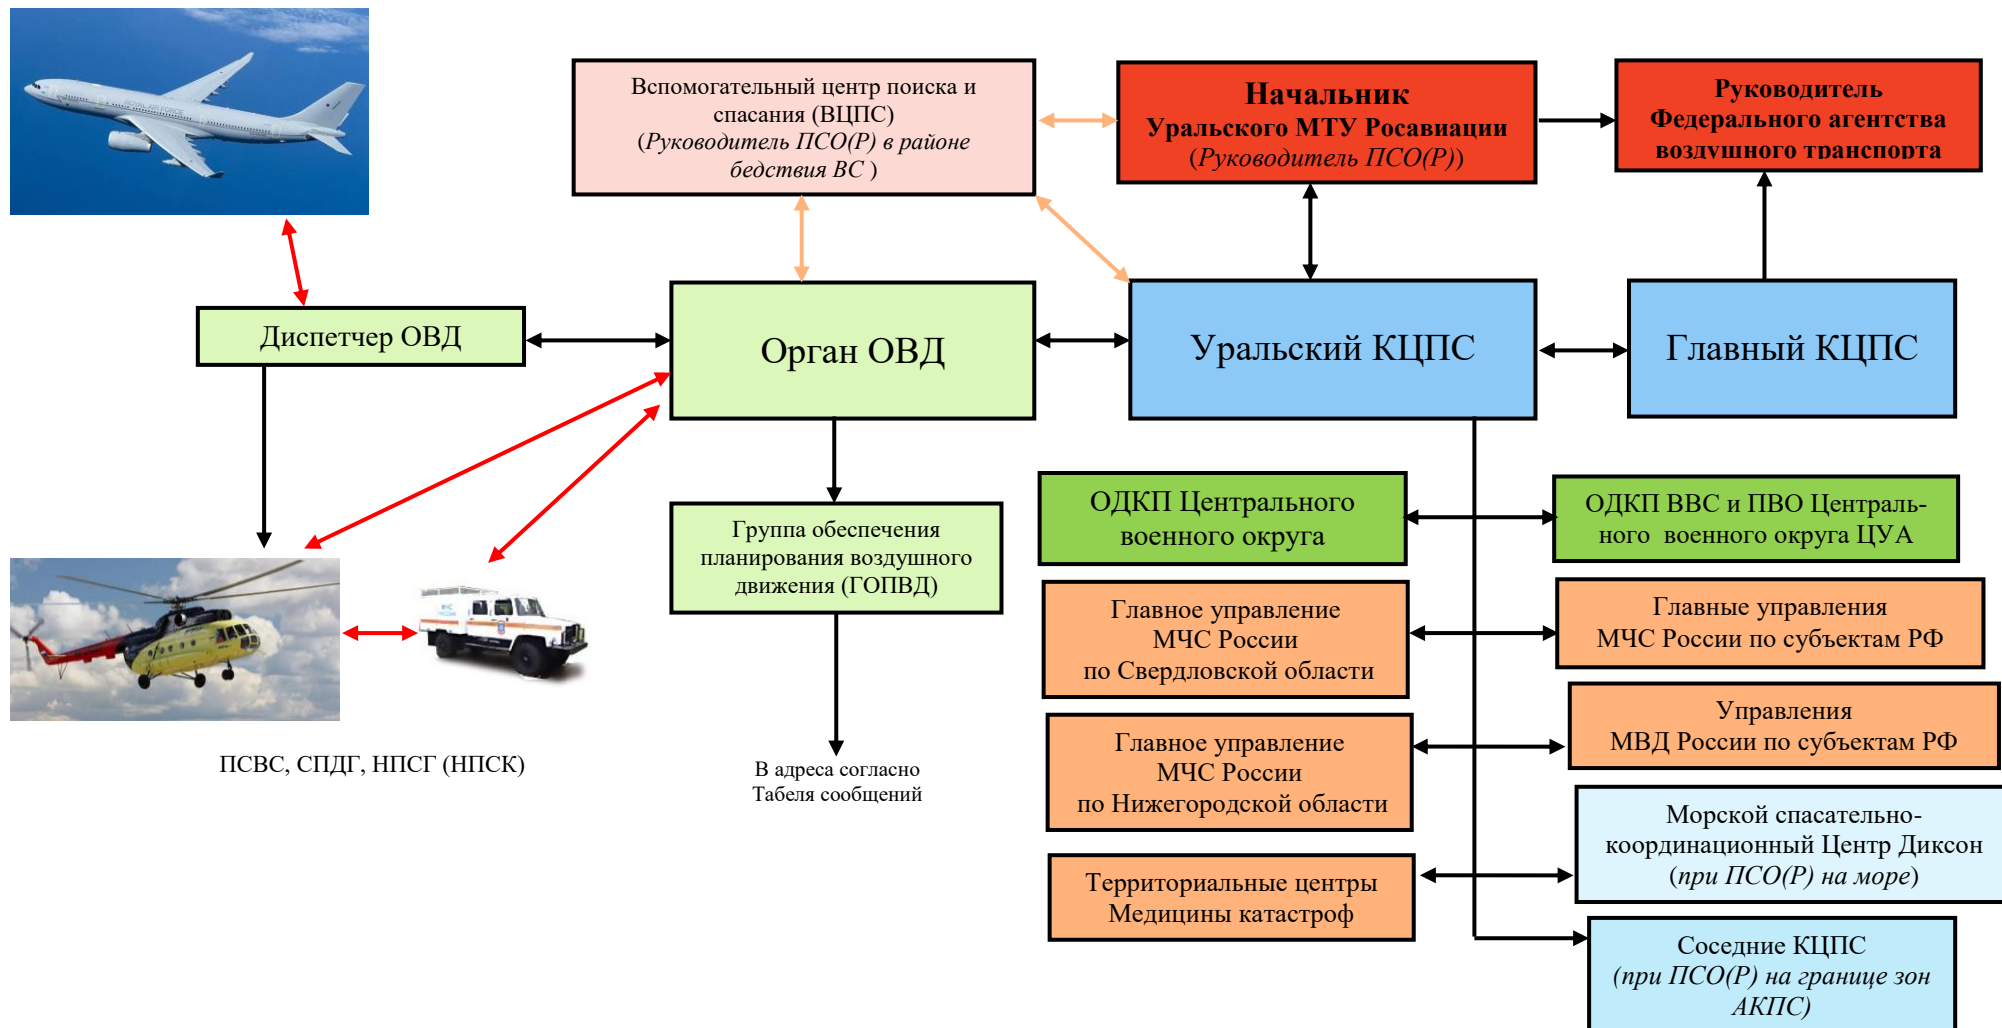 ROYAL AIR FORCE
Вспомогательный центр поиска и
спасания (ВЦПС)
(Руководитель ПСО(Р) в районе
бедствия ВС )
Начальник
Уральского МТУ Росавиации
(Руководитель ПСО(Р))
Руководитель
Федерального агентства
воздушного транспорта
Диспетчер ОВД
Орган ОВД
Уральский КЦПС
Главный КЦПС
Группа обеспечения
планирования воздушного
движения (ГОПВД)
В адреса согласно
Табеля сообщений
МЧС
ПСВС, СПДГ, НПСГ (НПСК)
ОДКП Центрального
военного округа
ОДКП ВВС и ПВО Централь-
ного военного округа ЦУА
Главное управление
МЧС России
по Свердловской области
Главные управления
МЧС России по субъектам РФ
Главное управление
МЧС России
по Нижегородской области
Управления
МВД России по субъектам РФ
Территориальные центры
Медицины катастроф
Морской спасательно-
координационный Центр Диксон
(при ПСО(Р) на море)
Соседние КЦПС
(при ПСО(Р) на границе зон
АКПС)